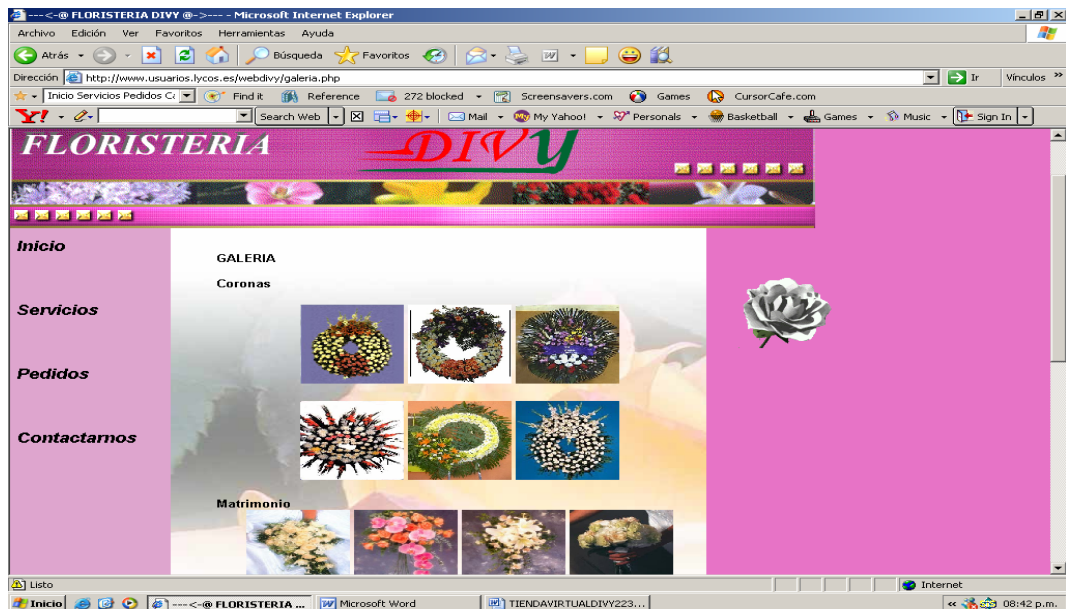 ---<-@ FLORISTERIA DIVY @->--- - Microsoft Internet Explorer
Archivo Edición Ver Favoritos Herramientas Ayuda
Atrás Búsqueda Favoritos
Dirección http://www.usuarios.lycos.es/webdivy/galeria.php Ir Vínculos »
Inicio Servicios Pedidos Ca Find it Reference 272 blocked Screensavers.com Games CursorCafe.com
Y! Search Web Mail My Yahoo! Personals Basketball Games Music Sign In
FLORISTERIA DIVY
Inicio
Servicios
Pedidos
Contactarnos
GALERIA
Coronas
Matrimonio
Listo Internet
Inicio ---<-@ FLORISTERIA ... Microsoft Word TIENDAVIRTUALDIVY223... « 08:42 p.m.